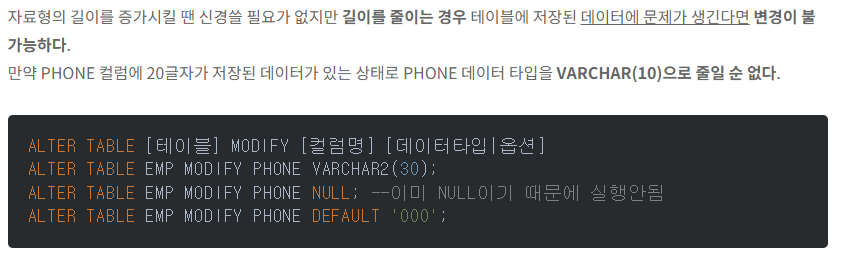 자료형의 길이를 증가시킬 땐 신경쓸 필요가 없지만 길이를 줄이는 경우 테이블에 저장된 데이터에 문제가 생긴다면 변경이 불
가능하다.
만약 PHONE 컬럼에 20글자가 저장된 데이터가 있는 상태로 PHONE 데이터 타입을 VARCHAR(10)으로 줄일 순 없다.
ALTER TABLE [테이블] MODIFY [컬럼명] [데이터타입|옵션]
ALTER TABLE EMP MODIFY PHONE VARCHAR2(30);
ALTER TABLE EMP MODIFY PHONE NULL; --이미 NULL이기 때문에 실행안됨
ALTER TABLE EMP MODIFY PHONE DEFAULT '000';